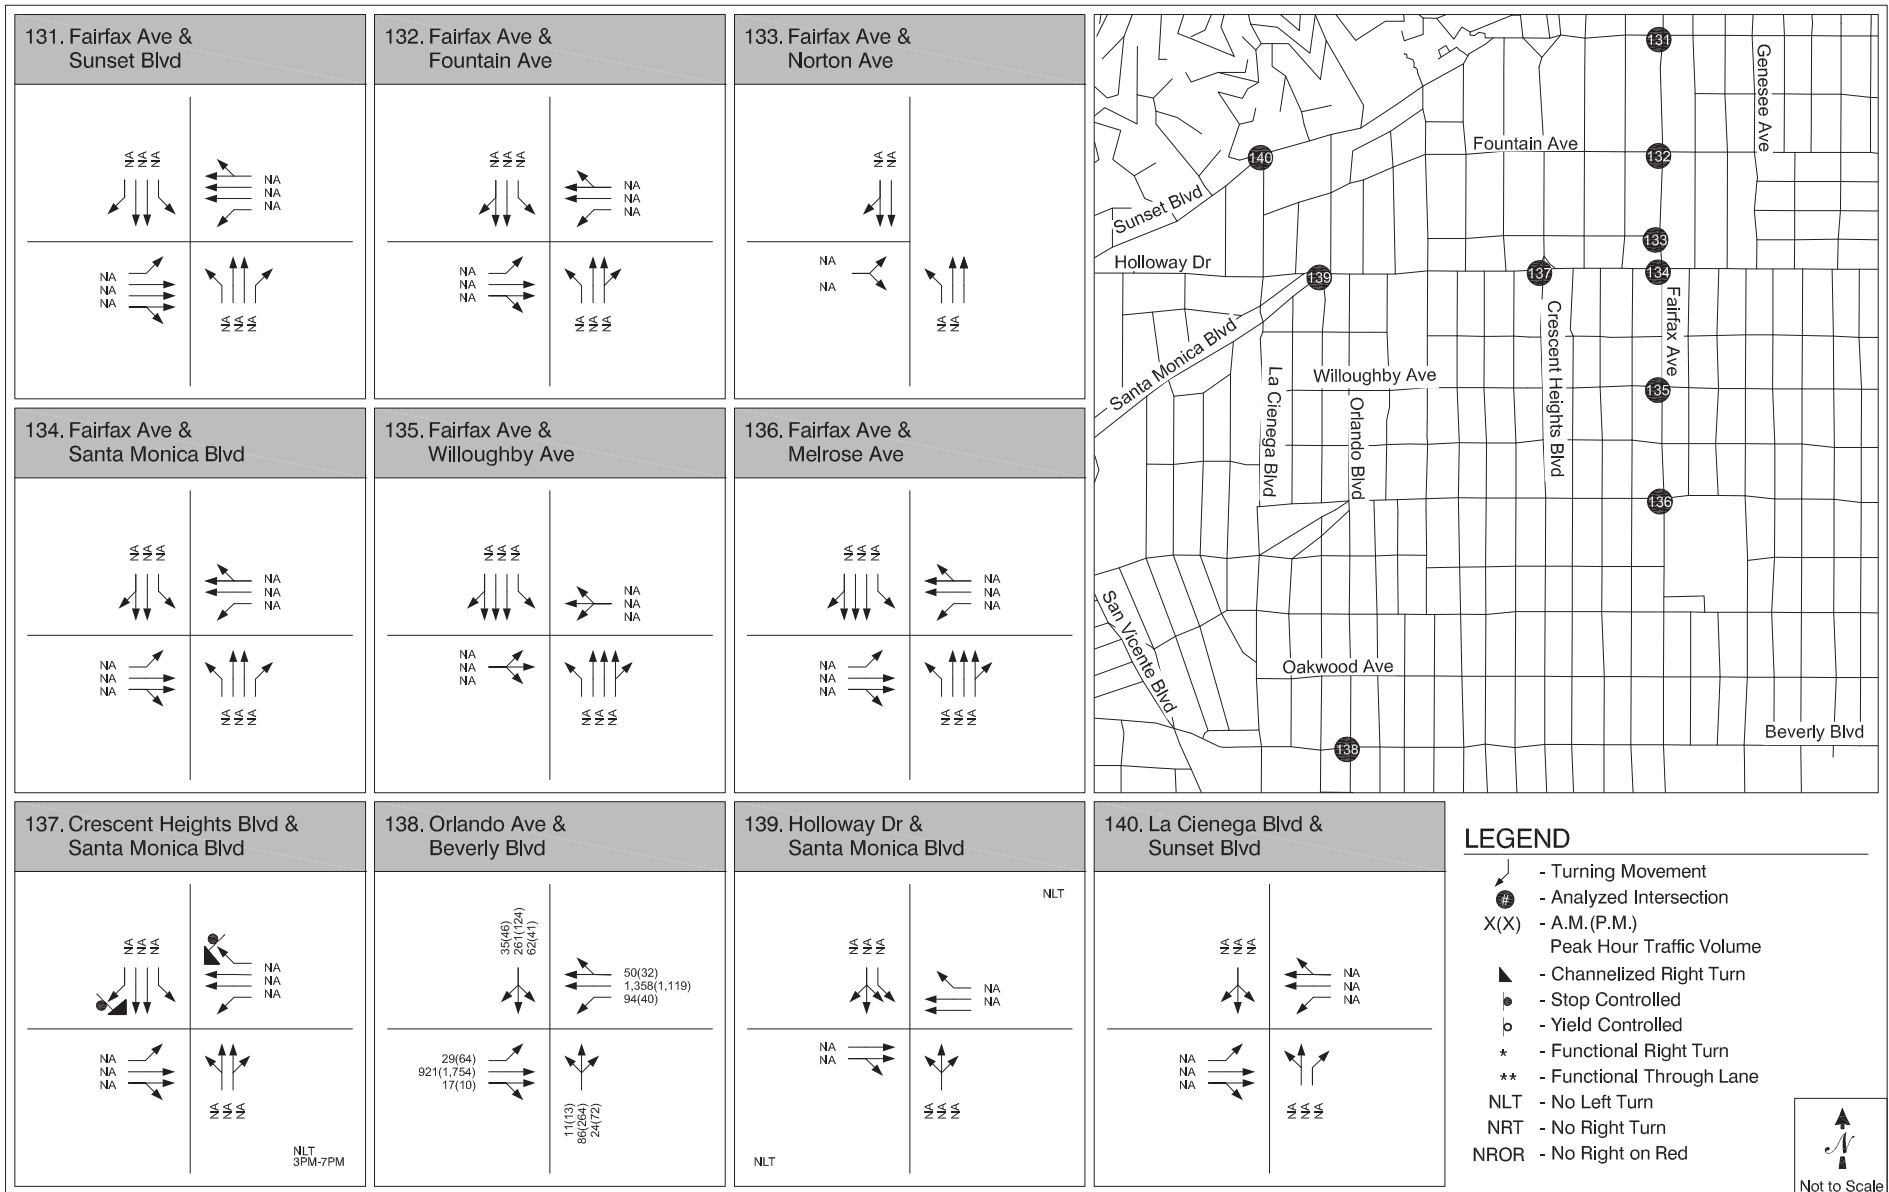 131. Fairfax Ave &
Sunset Blvd
NA NA NA
NA
NA
NA
NA
NA
NA
NA NA NA
132. Fairfax Ave &
Fountain Ave
NA NA NA
NA
NA
NA
NA
NA
NA
NA NA NA
133. Fairfax Ave &
Norton Ave
NA NA
NA
NA
NA NA
134. Fairfax Ave &
Santa Monica Blvd
NA NA NA
NA
NA
NA
NA
NA
NA
NA NA NA
135. Fairfax Ave &
Willoughby Ave
NA NA NA
NA
NA
NA
NA
NA
NA
NA NA NA
136. Fairfax Ave &
Melrose Ave
NA NA NA
NA
NA
NA
NA
NA
NA
NA NA NA
137. Crescent Heights Blvd &
Santa Monica Blvd
NA NA NA
NA
NA
NA
NA
NA
NA
NA NA NA
NLT
3PM-7PM
138. Orlando Ave &
Beverly Blvd
35(46)
261(124)
62(41)
50(32)
1,358(1,119)
94(40)
29(64)
921(1,754)
17(10)
11(13)
86(264)
24(72)
139. Holloway Dr &
Santa Monica Blvd
NLT
NA NA NA
NA
NA
NA
NA
NA NA NA
NLT
140. La Cienega Blvd &
Sunset Blvd
NA NA NA
NA
NA
NA
NA
NA
NA
NA NA NA
131
Genesee Ave
Fountain Ave
132
140
Sunset Blvd
133
Holloway Dr
139
137
134
Santa Monica Blvd
Fairfax Ave
Crescent Heights Blvd
Willoughby Ave
135
La Cienega Blvd
Orlando Blvd
136
San Vicente Blvd
Oakwood Ave
Beverly Blvd
138
LEGEND
- Turning Movement
# - Analyzed Intersection
X(X) - A.M.(P.M.)
Peak Hour Traffic Volume
- Channelized Right Turn
- Stop Controlled
- Yield Controlled
* - Functional Right Turn
** - Functional Through Lane
NLT - No Left Turn
NRT - No Right Turn
NROR - No Right on Red
N
Not to Scale